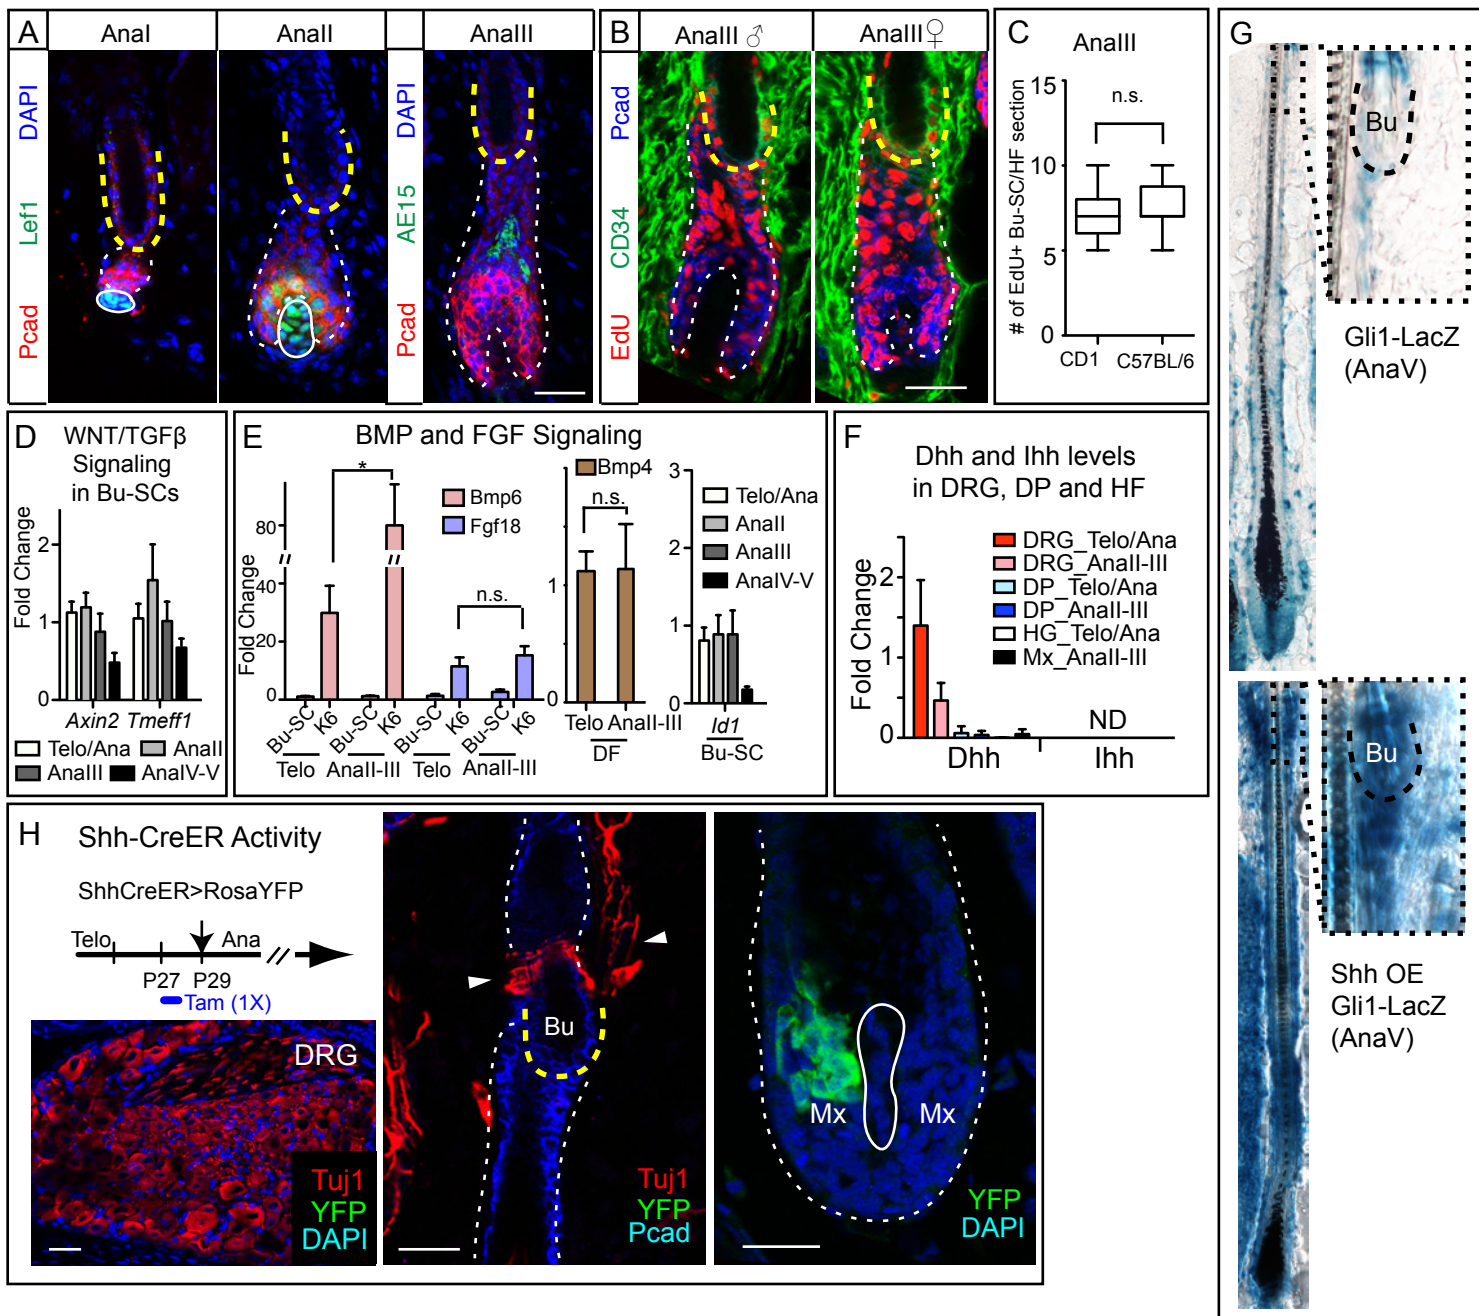 A
AnaI
AnaII
AnaIII
Pcad Lef1 DAPI
Pcad AE15 DAPI
B
AnaIII ♂
AnaIII ♀
EdU CD34 Pcad
C
AnaIII
# of EdU+ Bu-SC/HF section
15
10
5
0
n.s.
CD1
C57BL/6
G
Bu
Gli1-LacZ
(AnaV)
Bu
Shh OE
Gli1-LacZ
(AnaV)
D
WNT/TGFβ
Signaling
in Bu-SCs
Fold Change
2
1
0
Axin2 Tmeff1
Telo/Ana AnaII
AnaIII AnaIV-V
E
BMP and FGF Signaling
Fold Change
80
40
20
0
*
n.s.
Bmp6
Fgf18
Bu-SC K6 Bu-SC K6 Bu-SC K6 Bu-SC K6
Telo AnaII-III Telo AnaII-III
Bmp4
n.s.
2
1
0
Telo AnaII-III
DF
3
2
1
0
Telo/Ana
AnaII
AnaIII
AnaIV-V
Id1
Bu-SC
F
Dhh and Ihh levels
in DRG, DP and HF
Fold Change
2
1
0
DRG_Telo/Ana
DRG_AnaII-III
DP_Telo/Ana
DP_AnaII-III
HG_Telo/Ana
Mx_AnaII-III
ND
Dhh
Ihh
H
Shh-CreER Activity
ShhCreER>RosaYFP
Telo
Ana
P27 P29
Tam (1X)
DRG
Tuj1
YFP
DAPI
Bu
Tuj1
YFP
Pcad
Mx
Mx
YFP
DAPI